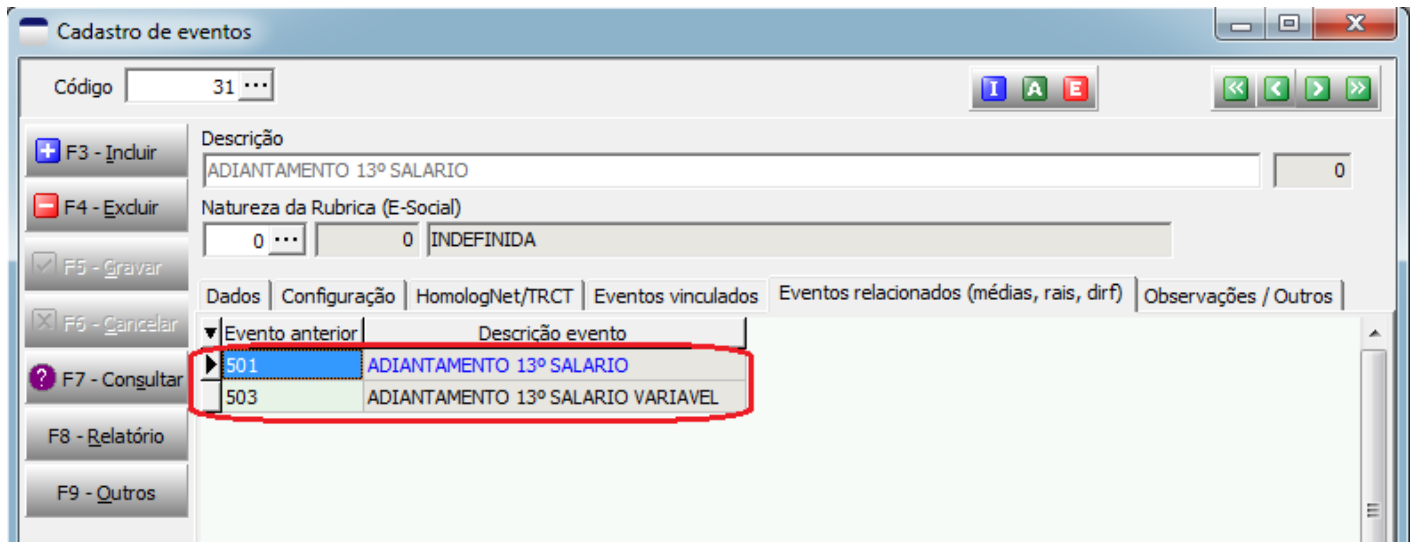 Cadastro de eventos
Código 31 ... I A E
F3 - Incluir
F4 - Excluir
F5 - Gravar
F6 - Cancelar
F7 - Consultar
F8 - Relatório
F9 - Outros
Descrição
ADIANTAMENTO 13º SALARIO 0
Natureza da Rubrica (E-Social)
0 ... 0 INDEFINIDA
Dados Configuração HomologNet/TRCT Eventos vinculados Eventos relacionados (médias, rais, dirf) Observações / Outros
Evento anterior Descrição evento
501 ADIANTAMENTO 13º SALARIO
503 ADIANTAMENTO 13º SALARIO VARIAVEL